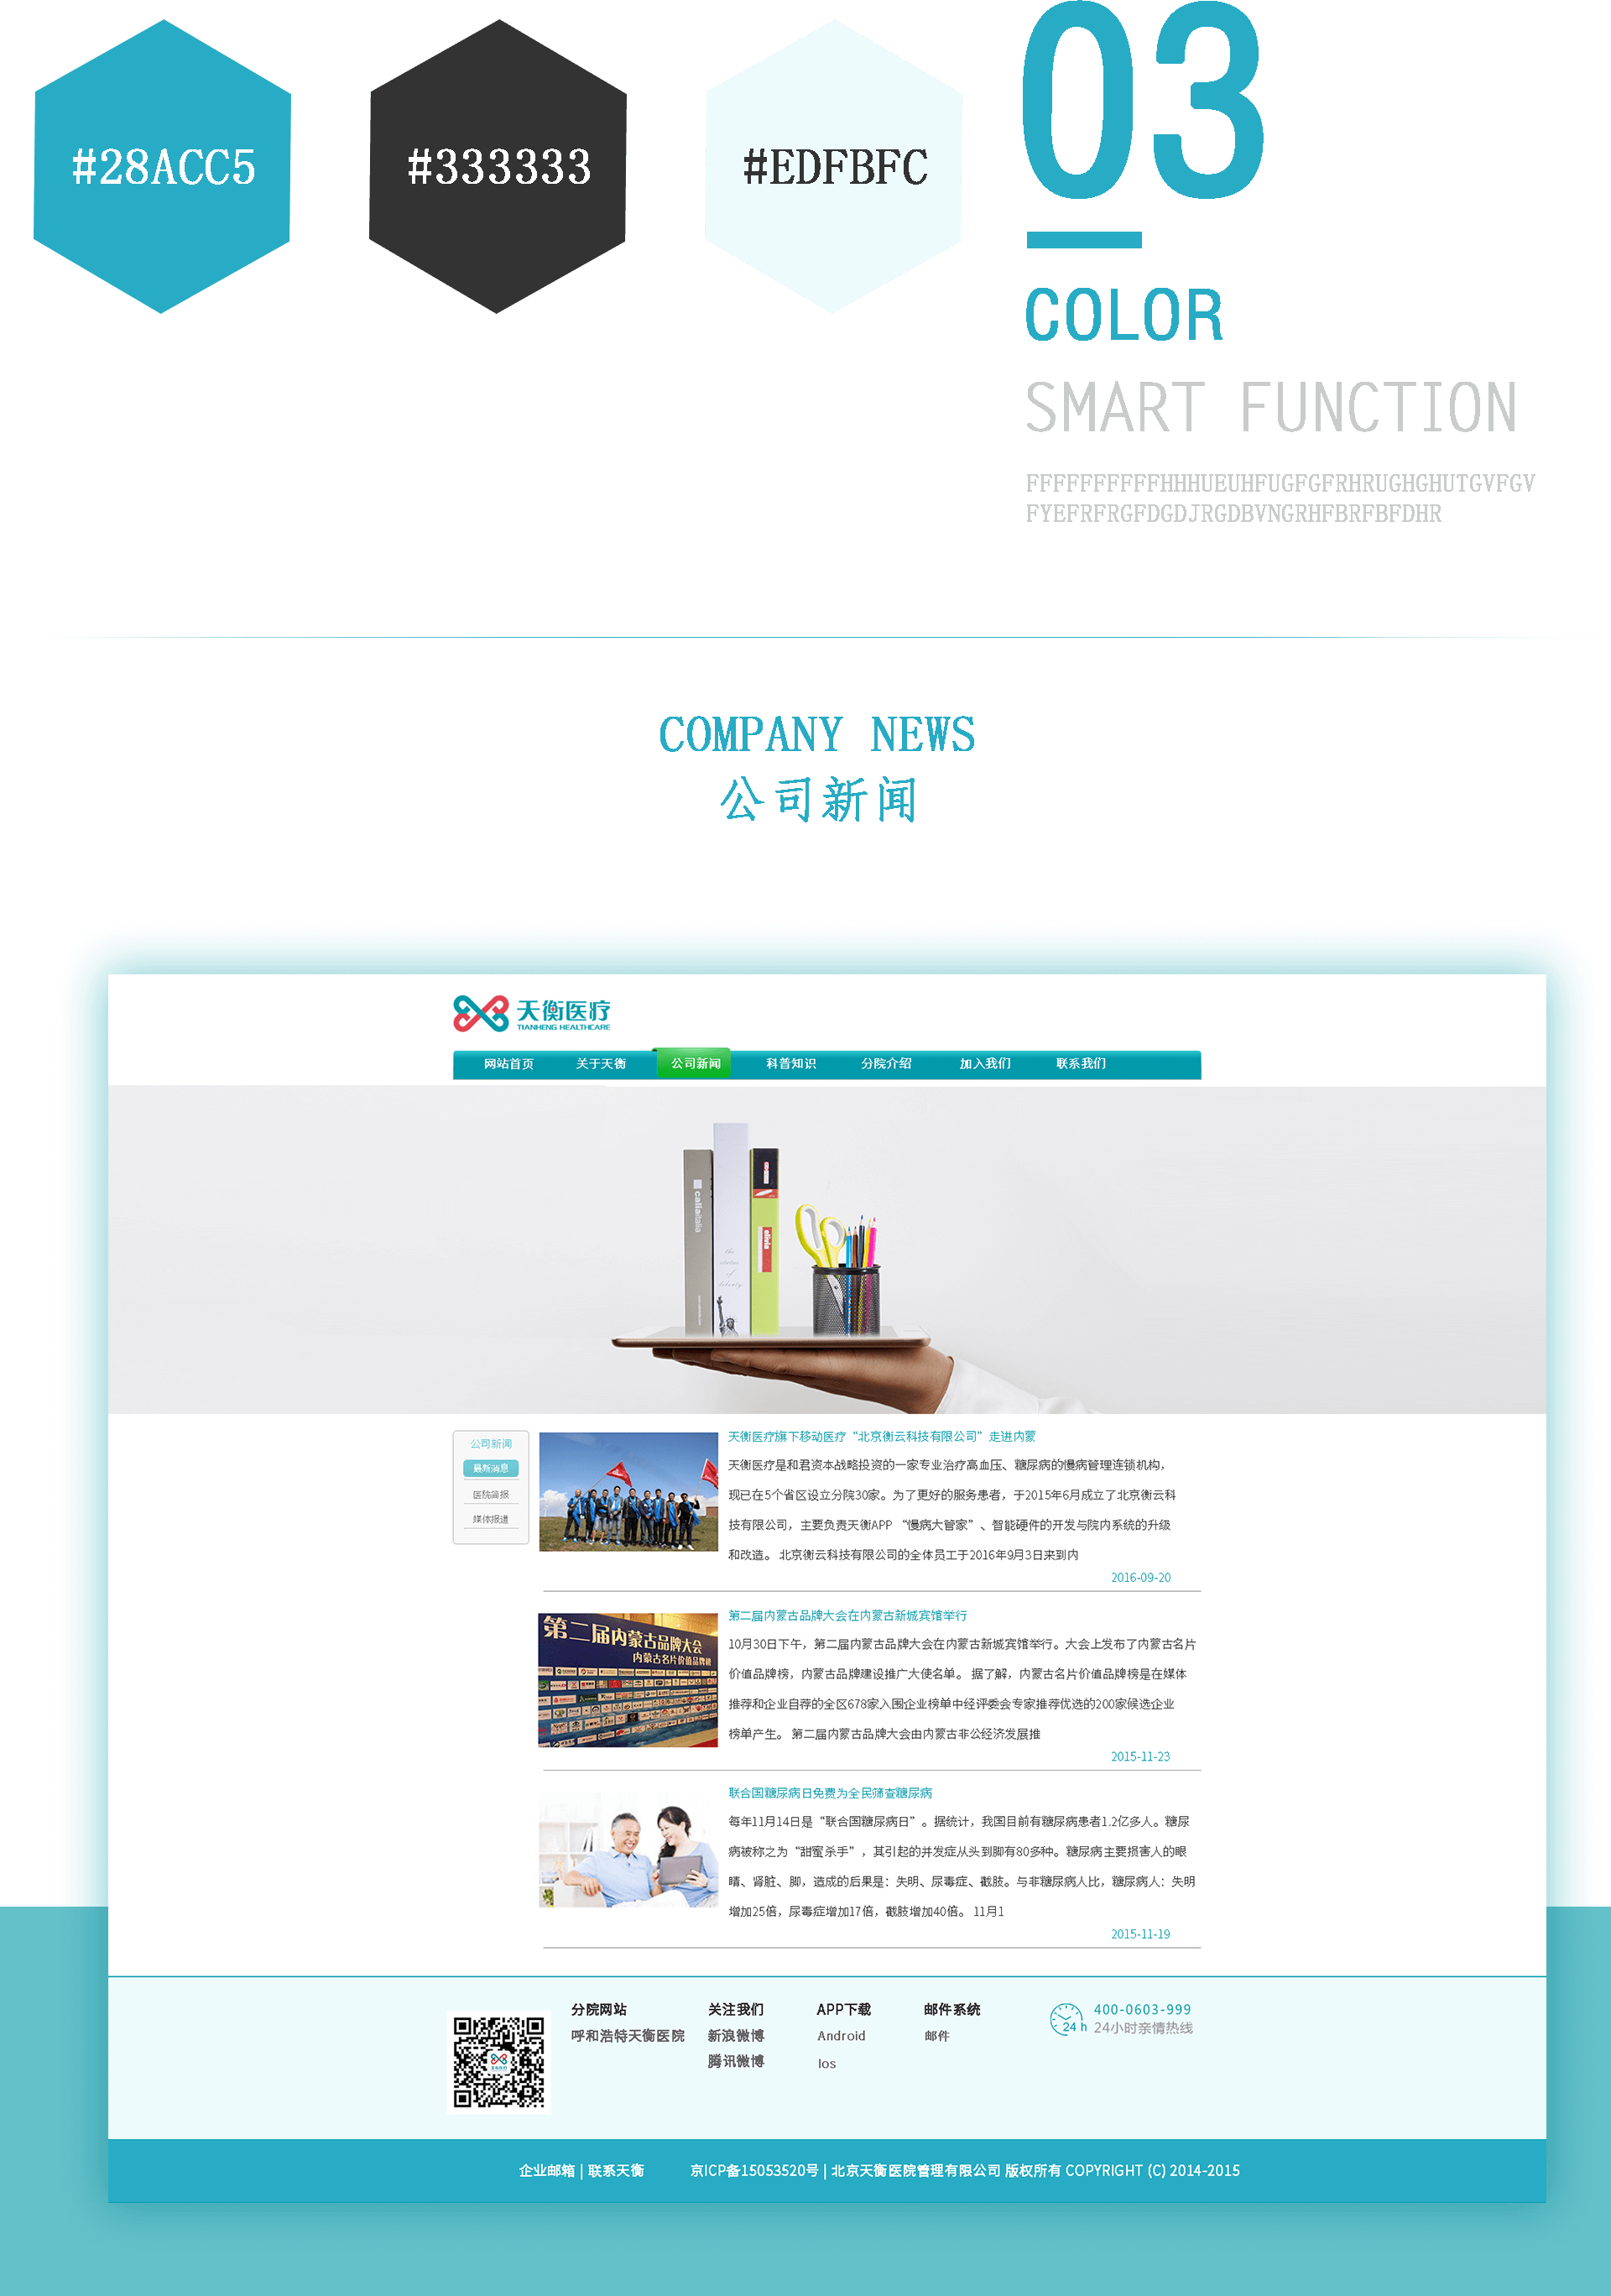 #28ACC5
#333333
#EDFBFC
03
COLOR
SMART FUNCTION
FFFFFFFFFFHHHUEUHFUGFGFRHRUGHGHUTGVFGV
FYEFRFRGFDGDJRGDBVNGRHFBRFBFDHR
COMPANY NEWS
公司新闻
天衡医疗
TIANHENG HEALTHCARE
网站首页 关于天衡 公司新闻 科普知识 分院介绍 加入我们 联系我们
callaitalia
the
statue
of
liberty
alivia
公司新闻
最新消息
医院简报
媒体报道
天衡医疗旗下移动医疗“北京衡云科技有限公司”走进内蒙
天衡医疗是和君资本战略投资的一家专业治疗高血压、糖尿病的慢病管理连锁机构，
现已在5个省区设立分院30家。为了更好的服务患者，于2015年6月成立了北京衡云科
技有限公司，主要负责天衡APP “慢病大管家”、智能硬件的开发与院内系统的升级
和改造。 北京衡云科技有限公司的全体员工于2016年9月3日来到内
2016-09-20
第二届内蒙古品牌大会
内蒙古名片价值品牌榜
第二届内蒙古品牌大会在内蒙古新城宾馆举行
10月30日下午，第二届内蒙古品牌大会在内蒙古新城宾馆举行。大会上发布了内蒙古名片
价值品牌榜，内蒙古品牌建设推广大使名单。 据了解，内蒙古名片价值品牌榜是在媒体
推荐和企业自荐的全区678家入围企业榜单中经评委会专家推荐优选的200家候选企业
榜单产生。 第二届内蒙古品牌大会由内蒙古非公经济发展推
2015-11-23
联合国糖尿病日免费为全民筛查糖尿病
每年11月14日是“联合国糖尿病日”。据统计，我国目前有糖尿病患者1.2亿多人。糖尿
病被称之为“甜蜜杀手”，其引起的并发症从头到脚有80多种。糖尿病主要损害人的眼
睛、肾脏、脚，造成的后果是：失明、尿毒症、截肢。与非糖尿病人比，糖尿病人：失明
增加25倍，尿毒症增加17倍，截肢增加40倍。 11月1
2015-11-19
分院网站 关注我们 APP下载 邮件系统
呼和浩特天衡医院 新浪微博 Android 邮件
腾讯微博 Ios
24 h
400-0603-999
24小时亲情热线
企业邮箱 | 联系天衡 京ICP备15053520号 | 北京天衡医院管理有限公司 版权所有 COPYRIGHT (C) 2014-2015